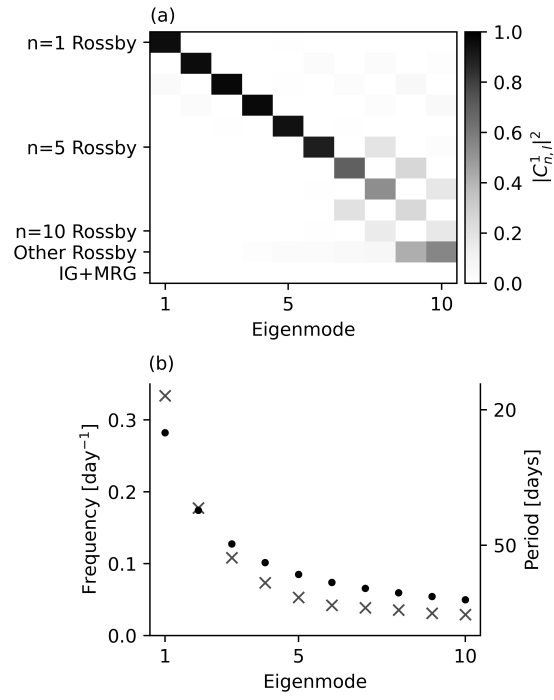 (a)
n=1 Rossby
n=5 Rossby
n=10 Rossby
Other Rossby
IG+MRG
1 5 10
Eigenmode
1.0
0.8
0.6
0.4
0.2
0.0
|C¹ₙ,ₗ|²
(b)
Frequency [day⁻¹]
0.3
0.2
0.1
0.0
20
50
Period [days]
1 5 10
Eigenmode